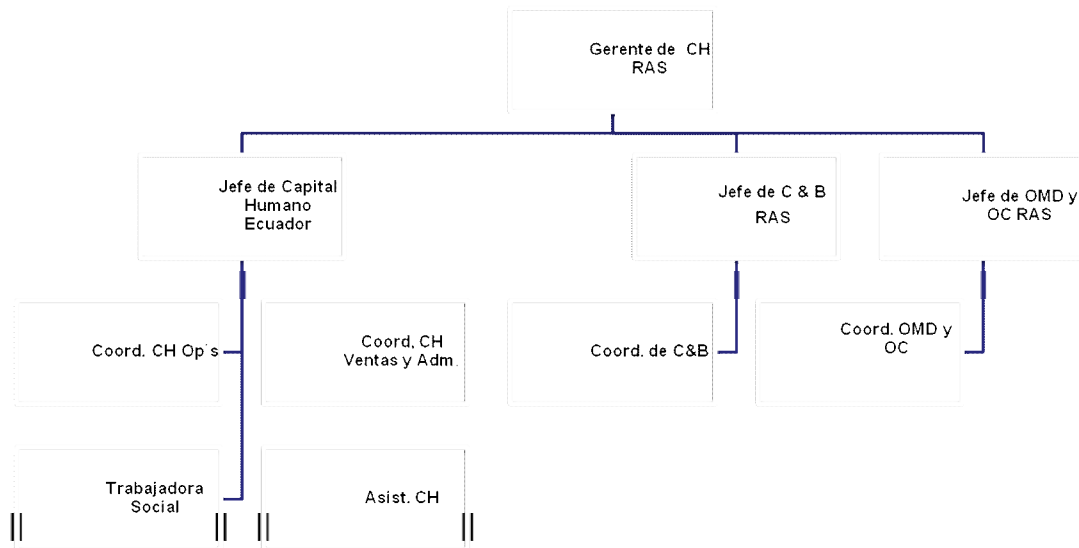 Gerente de CH
RAS
Jefe de Capital
Humano
Ecuador
Jefe de C & B
RAS
Jefe de OMD y
OC RAS
Coord. CH Op´s
Coord, CH
Ventas y Adm.
Coord. de C&B
Coord. OMD y
OC
Trabajadora
Social
Asist. CH